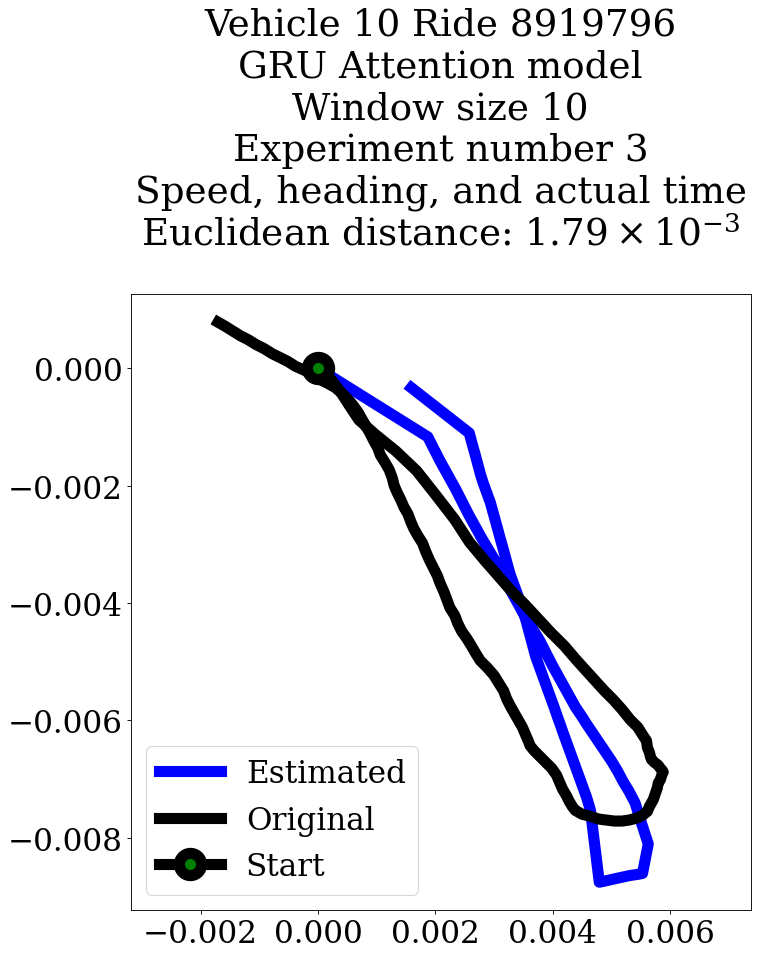 Vehicle 10 Ride 8919796
GRU Attention model
Window size 10
Experiment number 3
Speed, heading, and actual time
Euclidean distance: 1.79 × 10⁻³
0.000
−0.002
−0.004
−0.006
−0.008
Estimated
Original
Start
−0.002 0.000 0.002 0.004 0.006